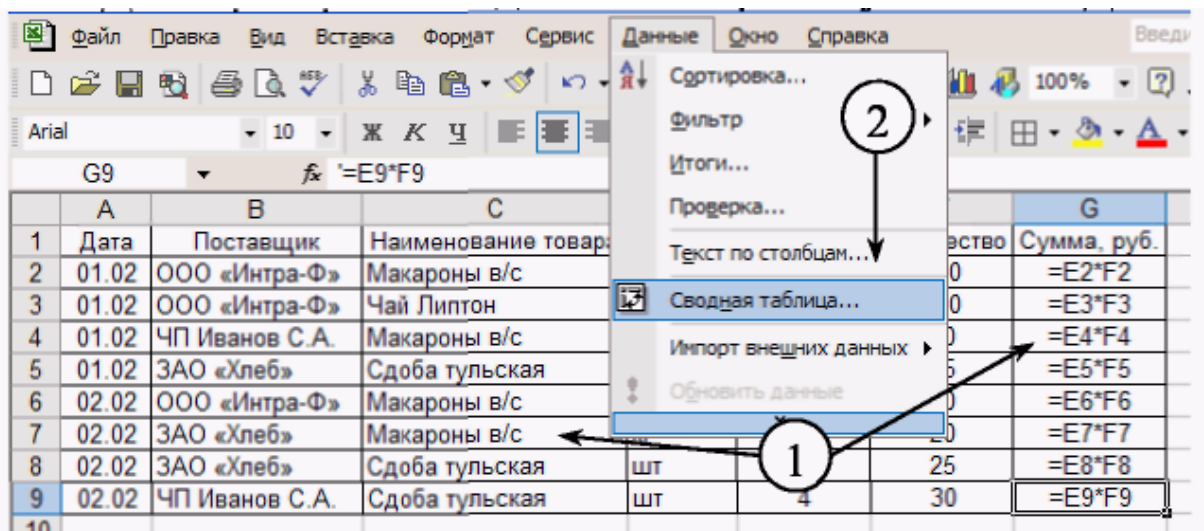 Файл Правка Вид Вставка Формат Сервис Данные Окно Справка Введи
100%
Arial 10 Ж К Ч
G9 fx '=E9*F9
Сортировка...
Фильтр
Итоги...
Проверка...
Текст по столбцам...
Сводная таблица...
Импорт внешних данных
Обновить данные
2
1
A B C G
1 Дата Поставщик Наименование товара ество Сумма, руб.
2 01.02 ООО «Интра-Ф» Макароны в/с 0 =E2*F2
3 01.02 ООО «Интра-Ф» Чай Липтон 0 =E3*F3
4 01.02 ЧП Иванов С.А. Макароны в/с =E4*F4
5 01.02 ЗАО «Хлеб» Сдоба тульская =E5*F5
6 02.02 ООО «Интра-Ф» Макароны в/с =E6*F6
7 02.02 ЗАО «Хлеб» Макароны в/с 20 =E7*F7
8 02.02 ЗАО «Хлеб» Сдоба тульская шт 25 =E8*F8
9 02.02 ЧП Иванов С.А. Сдоба тульская шт 4 30 =E9*F9
10